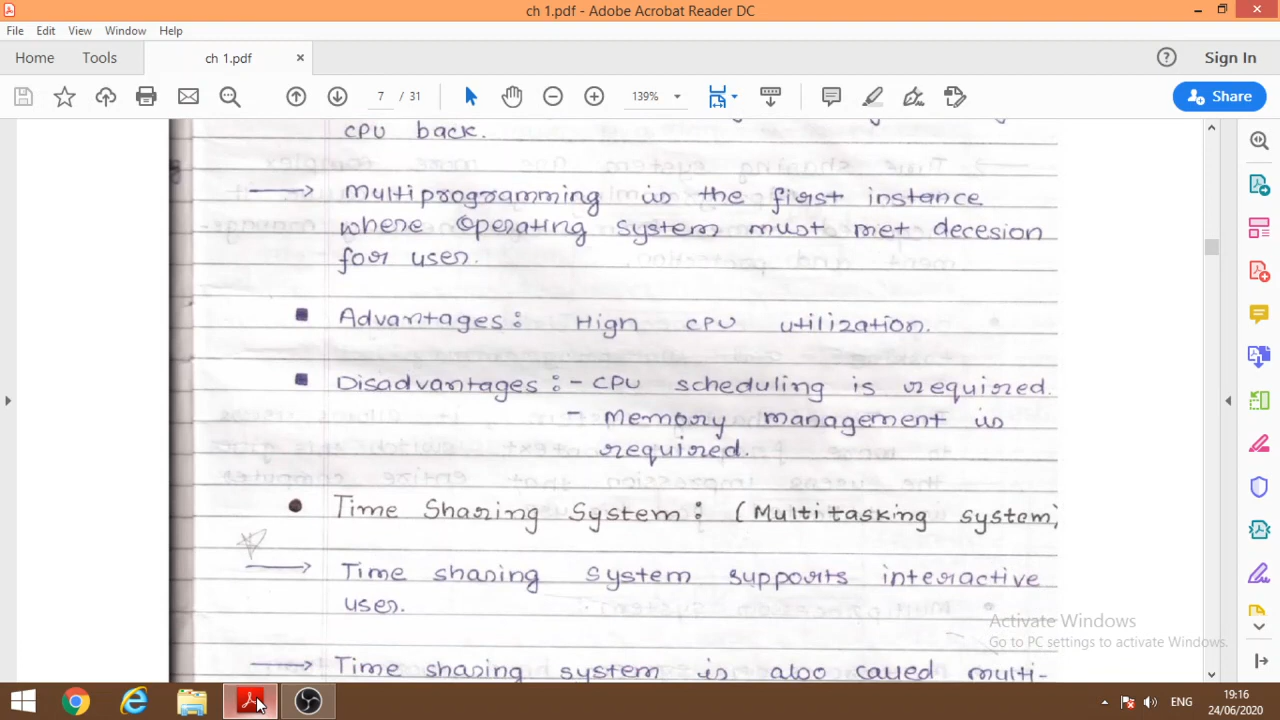 ch 1.pdf - Adobe Acrobat Reader DC
File Edit View Window Help
Home Tools ch 1.pdf × Sign In
7 / 31 139% Share
CPU back.
→ Multiprogramming is the first instance
where Operating system must met decesion
for user.
■ Advantages : High CPU utilization.
■ Disadvantages : - CPU scheduling is required.
- Memory management is
required.
• Time Sharing System : (Multitasking system)
→ Time sharing system supports interactive
user.
→ Time sharing system is also called multi-
Activate Windows
Go to PC settings to activate Windows.
ENG
19:16
24/06/2020